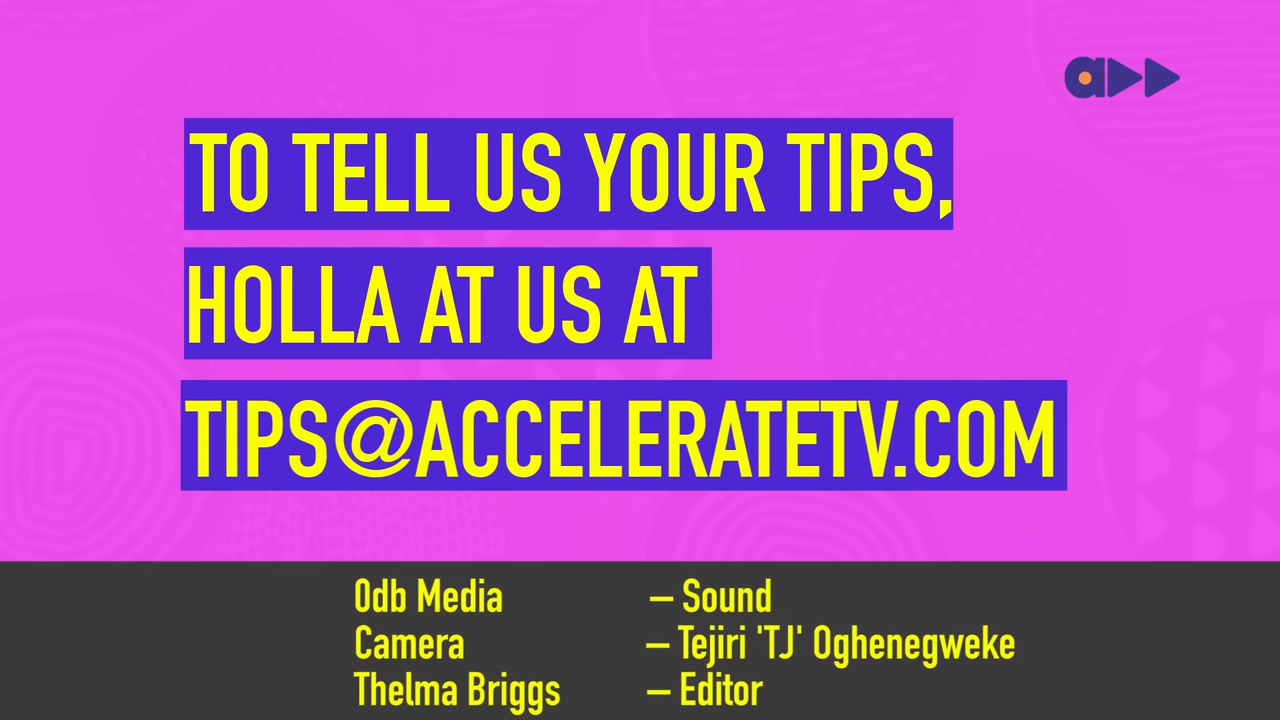 TO TELL US YOUR TIPS,
HOLLA AT US AT
TIPS@ACCELERATETV.COM
Odb Media – Sound
Camera – Tejiri 'TJ' Oghenegweke
Thelma Briggs – Editor